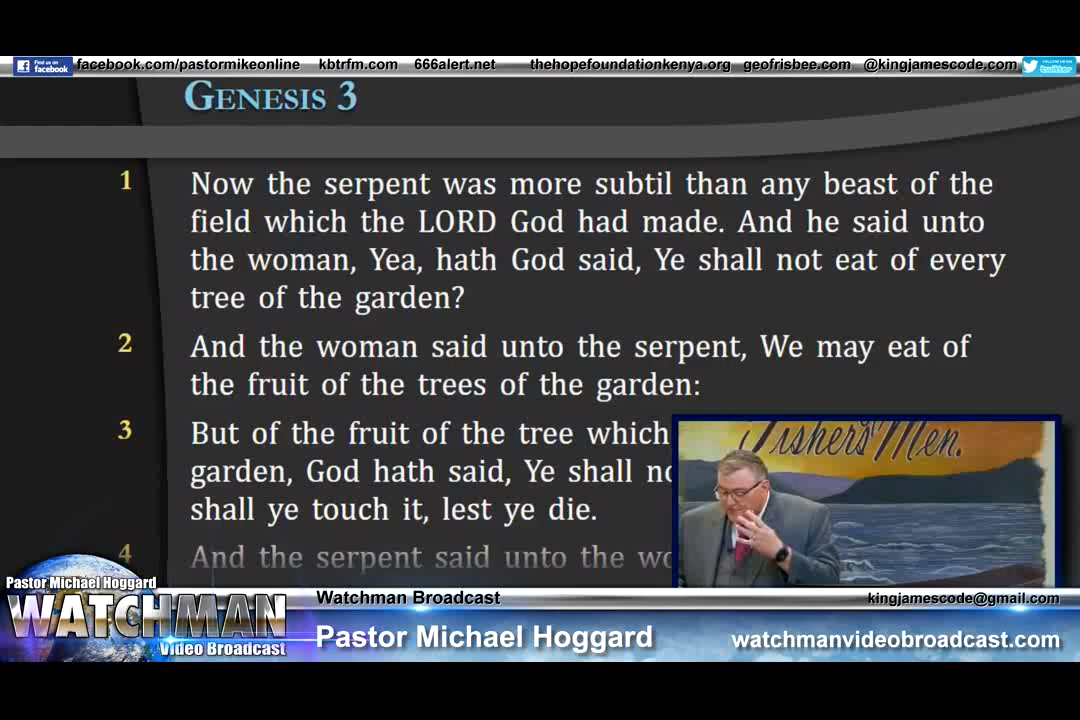 Find us on
facebook
facebook.com/pastormikeonline kbtrfm.com 666alert.net thehopefoundationkenya.org geofrisbee.com @kingjamescode.com
FOLLOW US ON
twitter
GENESIS 3
1 Now the serpent was more subtil than any beast of the
field which the LORD God had made. And he said unto
the woman, Yea, hath God said, Ye shall not eat of every
tree of the garden?
2 And the woman said unto the serpent, We may eat of
the fruit of the trees of the garden:
3 But of the fruit of the tree which
garden, God hath said, Ye shall
shall ye touch it, lest ye die.
4 And the serpent said unto the
Fishers of Men.
Pastor Michael Hoggard
WATCHMAN
Video Broadcast
Watchman Broadcast
kingjamescode@gmail.com
Pastor Michael Hoggard
watchmanvideobroadcast.com